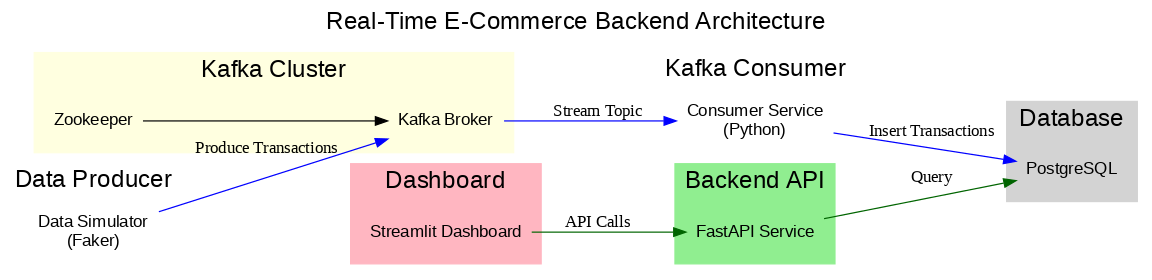 Real-Time E-Commerce Backend Architecture
Kafka Cluster
Zookeeper
Kafka Broker
Produce Transactions
Stream Topic
Kafka Consumer
Consumer Service
(Python)
Insert Transactions
Database
PostgreSQL
Data Producer
Data Simulator
(Faker)
Dashboard
Streamlit Dashboard
API Calls
Backend API
FastAPI Service
Query